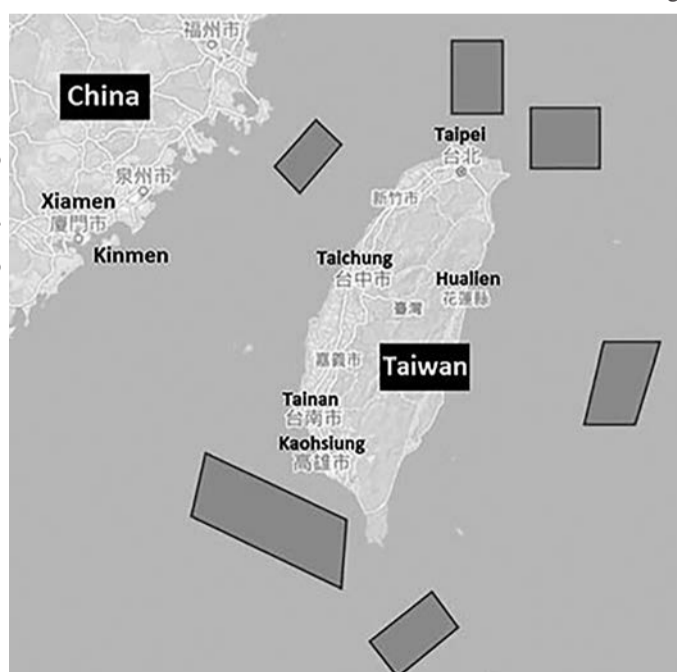 福州市
China
Taipei
台北
泉州市
Xiamen
新竹市
廈門市
Kinmen
Taichung
台中市
Hualien
花蓮縣
臺灣
嘉義市
Taiwan
Tainan
台南市
Kaohsiung
高雄市